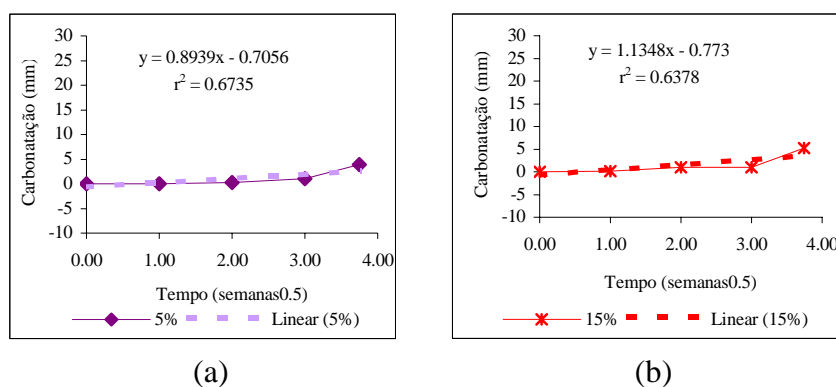 y = 0.8939x - 0.7056
r² = 0.6735
Carbonatação (mm)
30
25
20
15
10
5
0
-5
-10
0.00 1.00 2.00 3.00 4.00
Tempo (semanas0.5)
5% Linear (5%)
(a)
y = 1.1348x - 0.773
r² = 0.6378
Carbonatação (mm)
30
25
20
15
10
5
0
-5
-10
0.00 1.00 2.00 3.00 4.00
Tempo (semanas0.5)
15% Linear (15%)
(b)